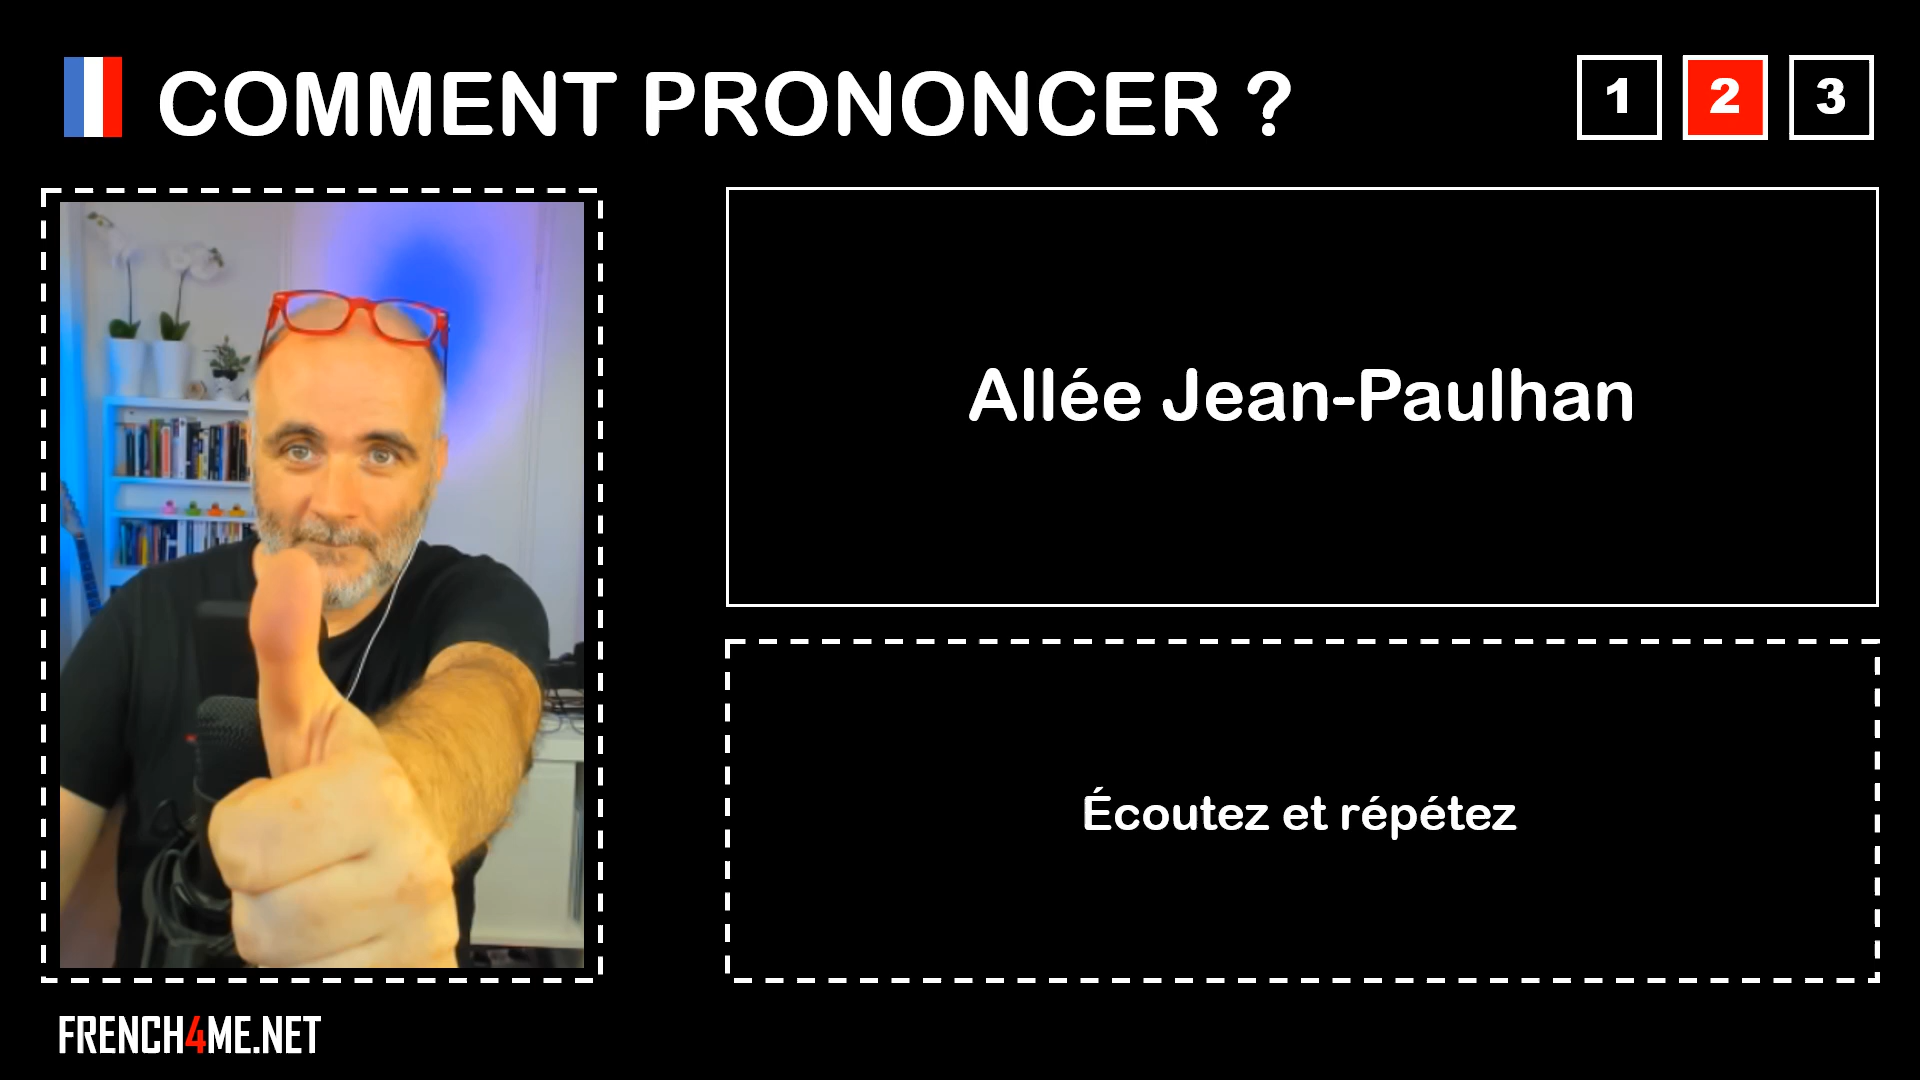 COMMENT PRONONCER ?
1 2 3
Allée Jean-Paulhan
Écoutez et répétez
FRENCH4ME.NET